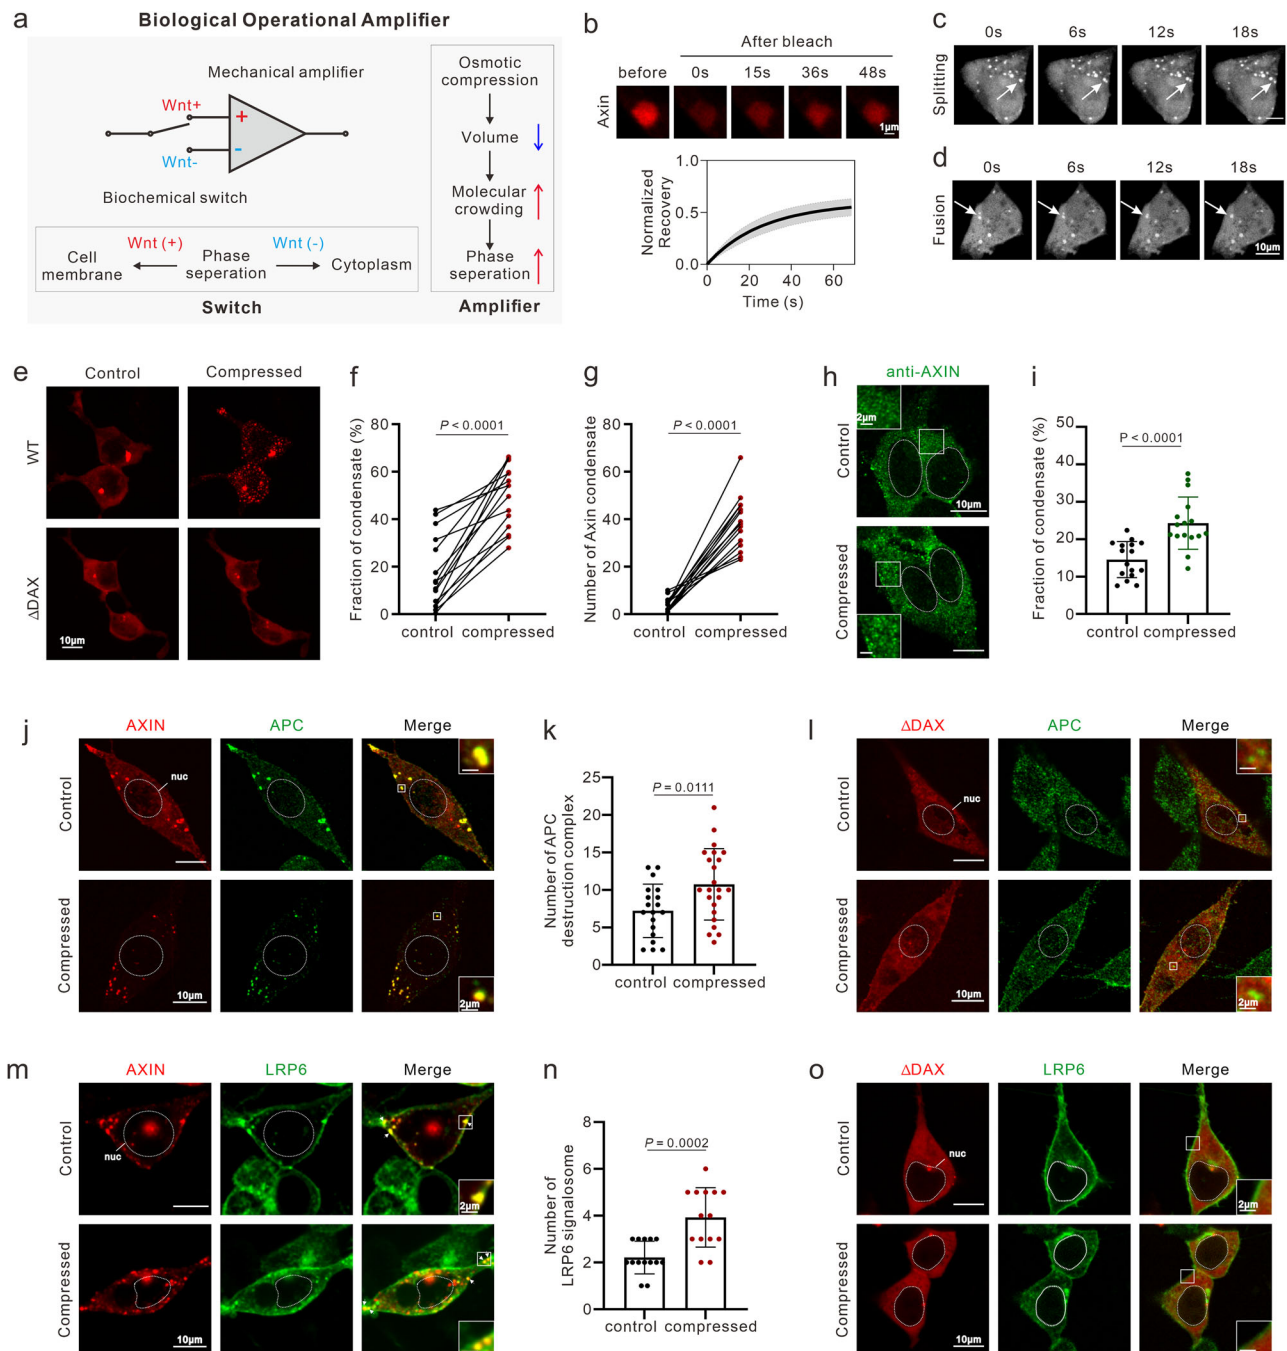 a
Biological Operational Amplifier
Mechanical amplifier
Wnt+
+
-
Wnt-
Biochemical switch
Wnt (+)
Wnt (-)
Cell
membrane
Phase
seperation
Cytoplasm
Switch
Osmotic
compression
Volume
Molecular
crowding
Phase
seperation
Amplifier
b
After bleach
before
0s
15s
36s
48s
Axin
1μm
Normalized
Recovery
1.0
0.5
0.0
0
20
40
60
Time (s)
c
0s
6s
12s
18s
Splitting
d
0s
6s
12s
18s
Fusion
10μm
e
Control
Compressed
WT
ΔDAX
10μm
f
Fraction of condensate (%)
80
60
40
20
0
P < 0.0001
control
compressed
g
Number of Axin condensate
80
60
40
20
0
P < 0.0001
control
compressed
h
anti-AXIN
Control
2μm
10μm
Compressed
i
Fraction of condensate (%)
50
40
30
20
10
0
P < 0.0001
control
compressed
j
AXIN
APC
Merge
Control
nuc
Compressed
10μm
2μm
k
Number of APC
destruction complex
25
20
15
10
5
0
P = 0.0111
control
compressed
l
ΔDAX
APC
Merge
Control
nuc
Compressed
10μm
2μm
m
AXIN
LRP6
Merge
Control
nuc
2μm
Compressed
10μm
n
Number of
LRP6 signalosome
8
6
4
2
0
P = 0.0002
control
compressed
o
ΔDAX
LRP6
Merge
Control
nuc
2μm
Compressed
10μm